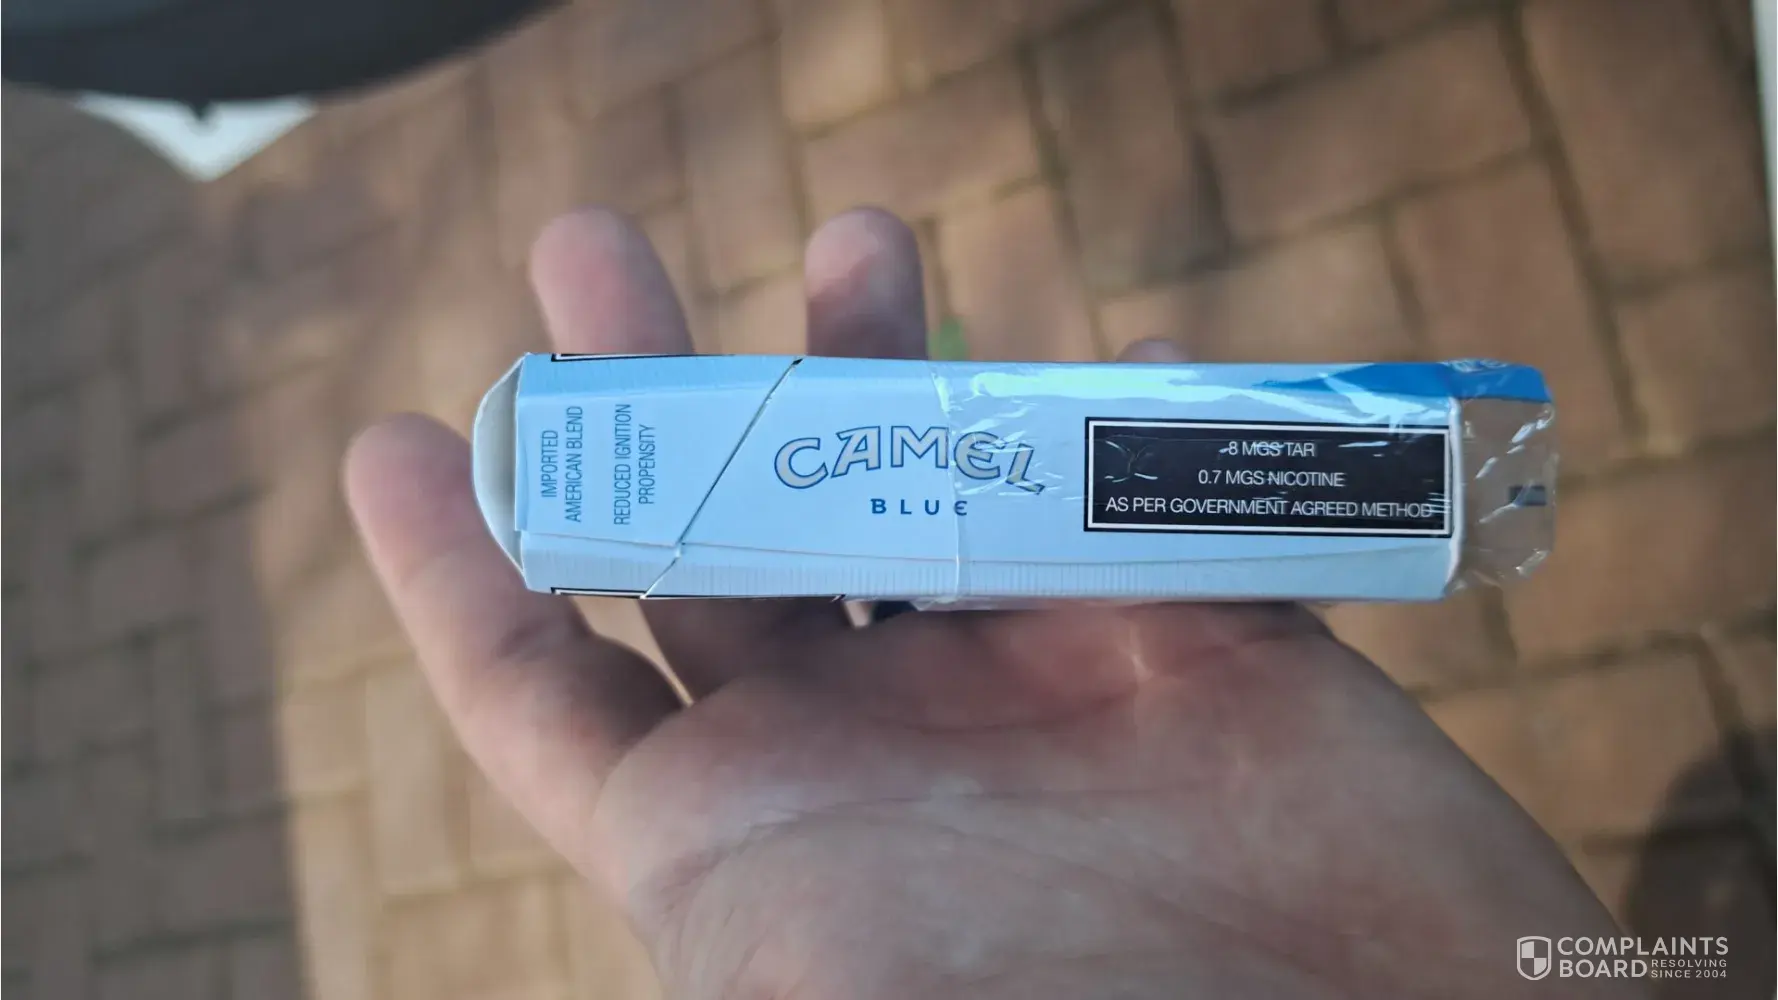 IMPORTED
AMERICAN BLEND
REDUCED IGNITION
PROPENSITY
CAMEL
BLUE
8 MGS TAR
0.7 MGS NICOTINE
AS PER GOVERNMENT AGREED METHOD
COMPLAINTS
BOARD RESOLVING
SINCE 2004